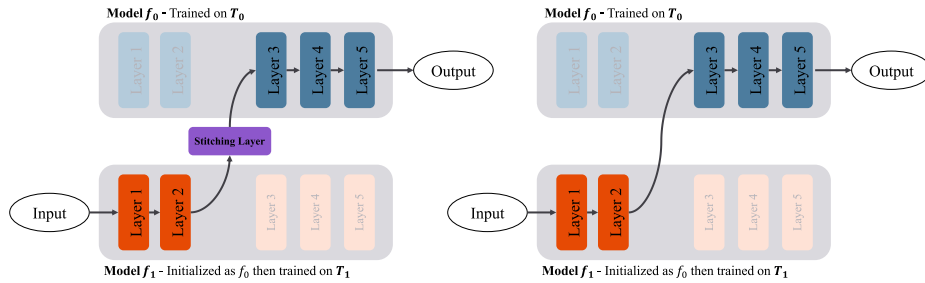 Model f₀ - Trained on T₀
Layer 1
Layer 2
Layer 3
Layer 4
Layer 5
Output
Stitching Layer
Input
Layer 1
Layer 2
Layer 3
Layer 4
Layer 5
Model f₁ - Initialized as f₀ then trained on T₁
Model f₀ - Trained on T₀
Layer 1
Layer 2
Layer 3
Layer 4
Layer 5
Output
Input
Layer 1
Layer 2
Layer 3
Layer 4
Layer 5
Model f₁ - Initialized as f₀ then trained on T₁